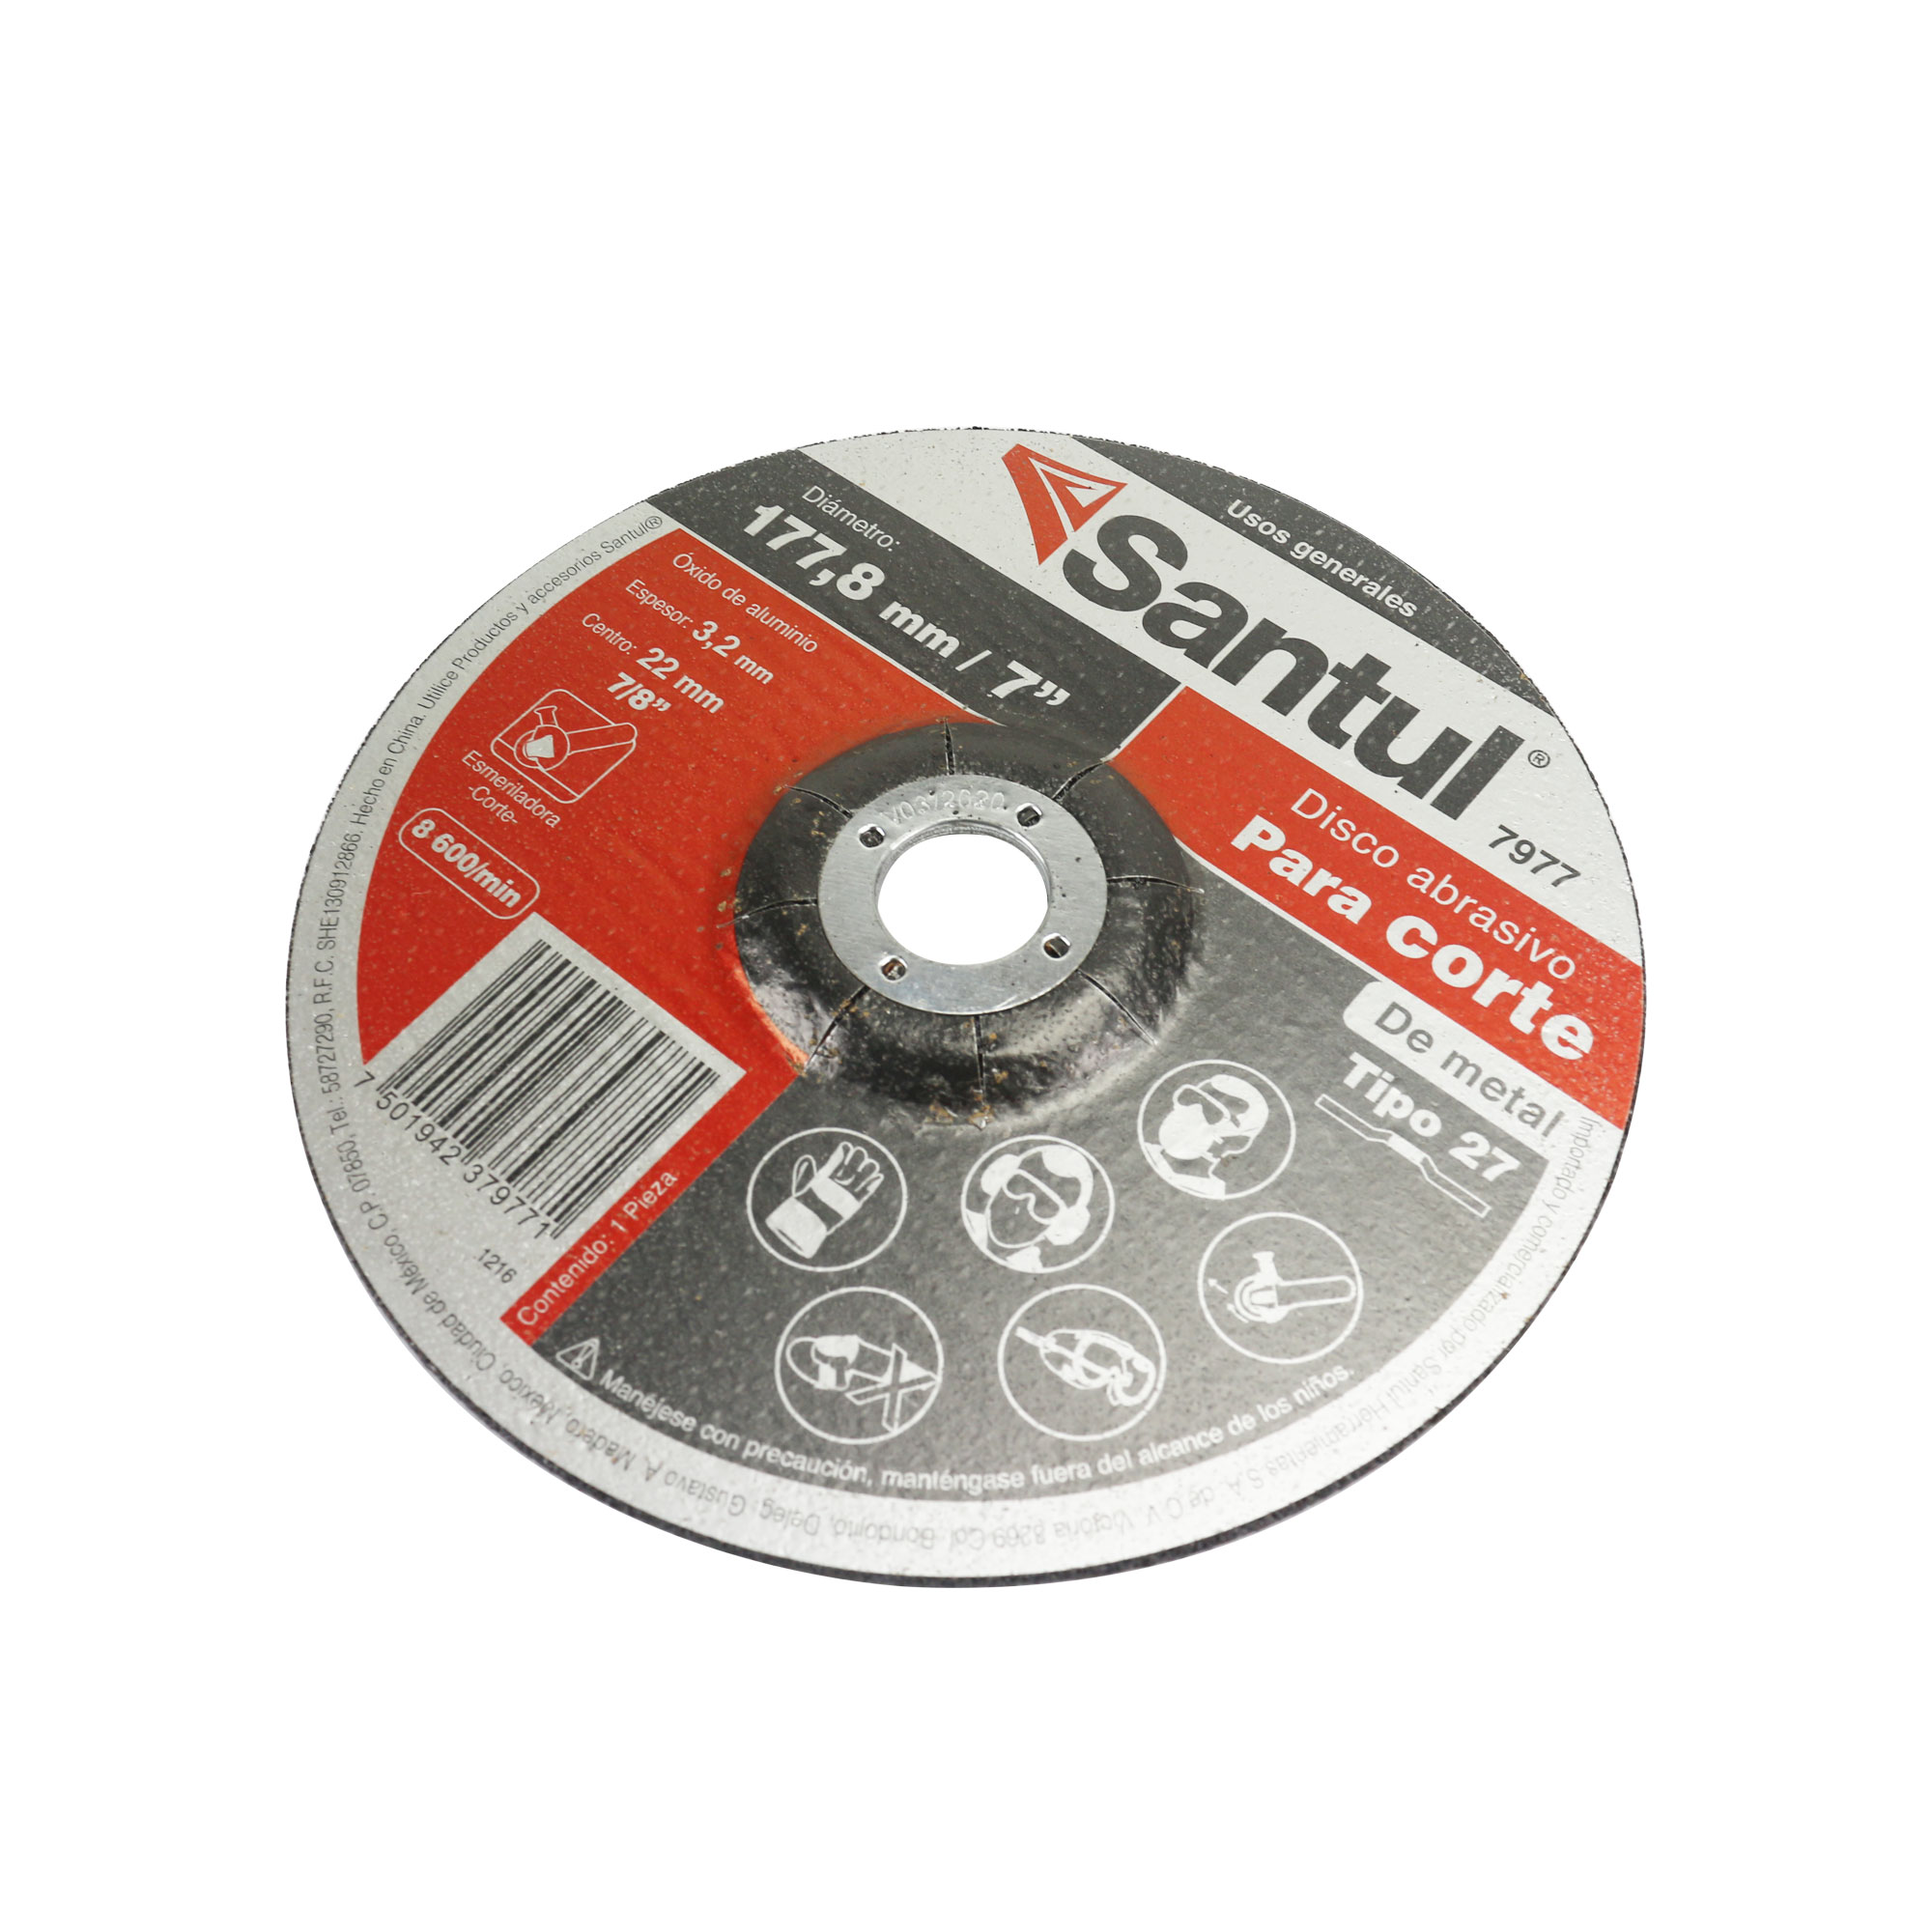 Usos generales
Santul®
7977
Diámetro:
177,8 mm / 7”
Óxido de aluminio
Espesor: 3,2 mm
Centro: 22 mm
7/8”
Esmeriladora
-Corte-
8 600/min
Disco abrasivo
Para corte
De metal
Tipo 27
7 501942 379771
1216
Contenido: 1 Pieza
Manéjese con precaución, manténgase fuera del alcance de los niños.
Importado y comercializado por Santul Herramientas S.A. de C.V. Victoria 8269 Col. Bondojito, Deleg. Gustavo A. Madero, México, Ciudad de México, C.P. 07850, Tel.: 58727290, R.F.C. SHE130912866. Hecho en China. Utilice Productos y accesorios Santul®